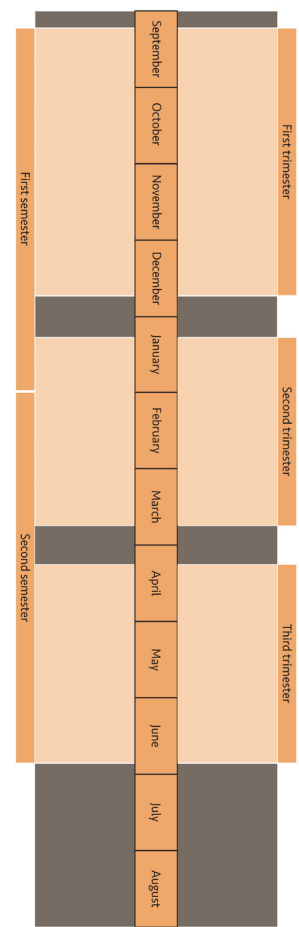 First trimester
Second trimester
Third trimester
September
October
November
December
January
February
March
April
May
June
July
August
First semester
Second semester